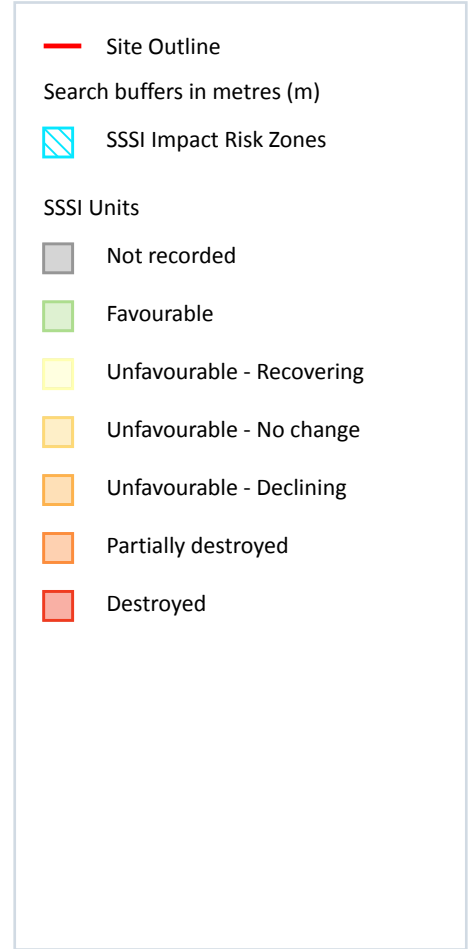 Site Outline
Search buffers in metres (m)
SSSI Impact Risk Zones
SSSI Units
Not recorded
Favourable
Unfavourable - Recovering
Unfavourable - No change
Unfavourable - Declining
Partially destroyed
Destroyed